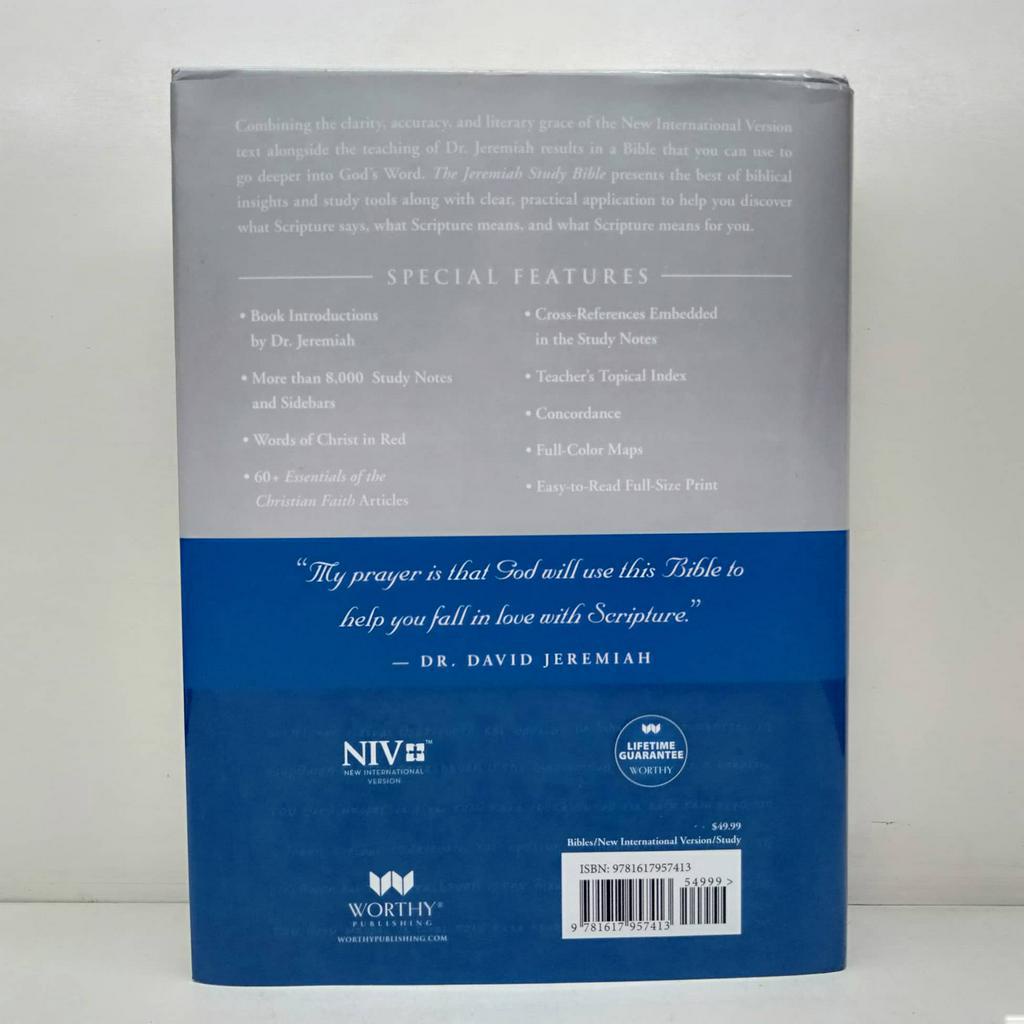 Combining the clarity, accuracy, and literary grace of the New International Version
text alongside the teaching of Dr. Jeremiah results in a Bible that you can use to
go deeper into God's Word. The Jeremiah Study Bible presents the best of biblical
insights and study tools along with clear, practical application to help you discover
what Scripture says, what Scripture means, and what Scripture means for you.
SPECIAL FEATURES
• Book Introductions
by Dr. Jeremiah
• More than 8,000 Study Notes
and Sidebars
• Words of Christ in Red
• 60+ Essentials of the
Christian Faith Articles
• Cross-References Embedded
in the Study Notes
• Teacher's Topical Index
• Concordance
• Full-Color Maps
• Easy-to-Read Full-Size Print
“My prayer is that God will use this Bible to
help you fall in love with Scripture.”
— DR. DAVID JEREMIAH
NIV™
NEW INTERNATIONAL
VERSION
LIFETIME
GUARANTEE
WORTHY
$49.99
Bibles/New International Version/Study
ISBN: 9781617957413
54999>
9 781617 957413
WORTHY®
PUBLISHING
WORTHYPUBLISHING.COM